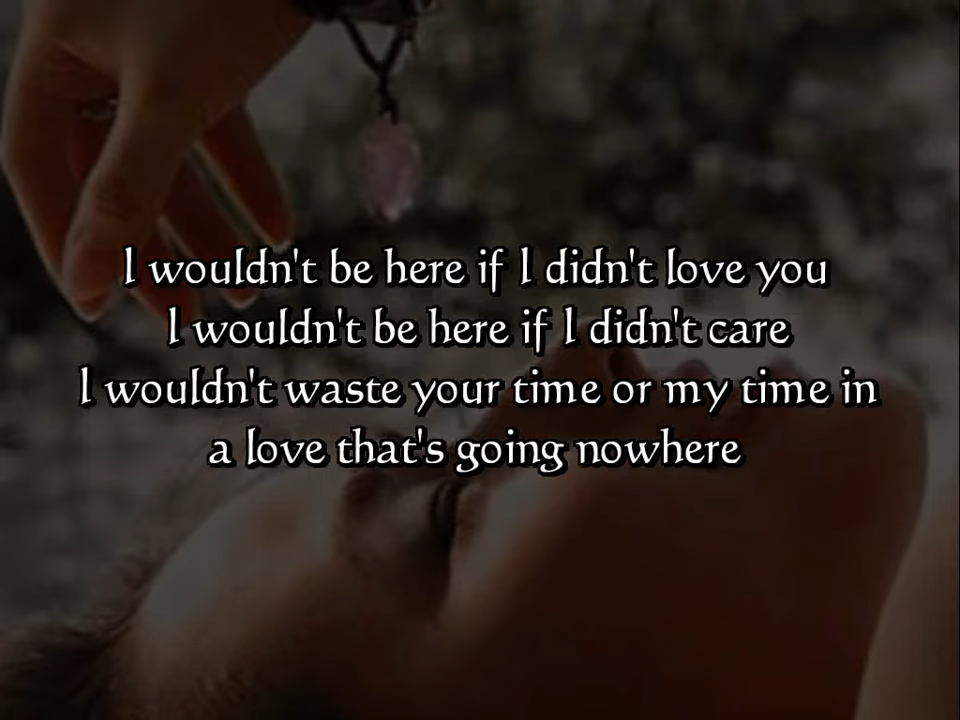 I wouldn't be here if I didn't love you
I wouldn't be here if I didn't care
I wouldn't waste your time or my time in
a love that's going nowhere